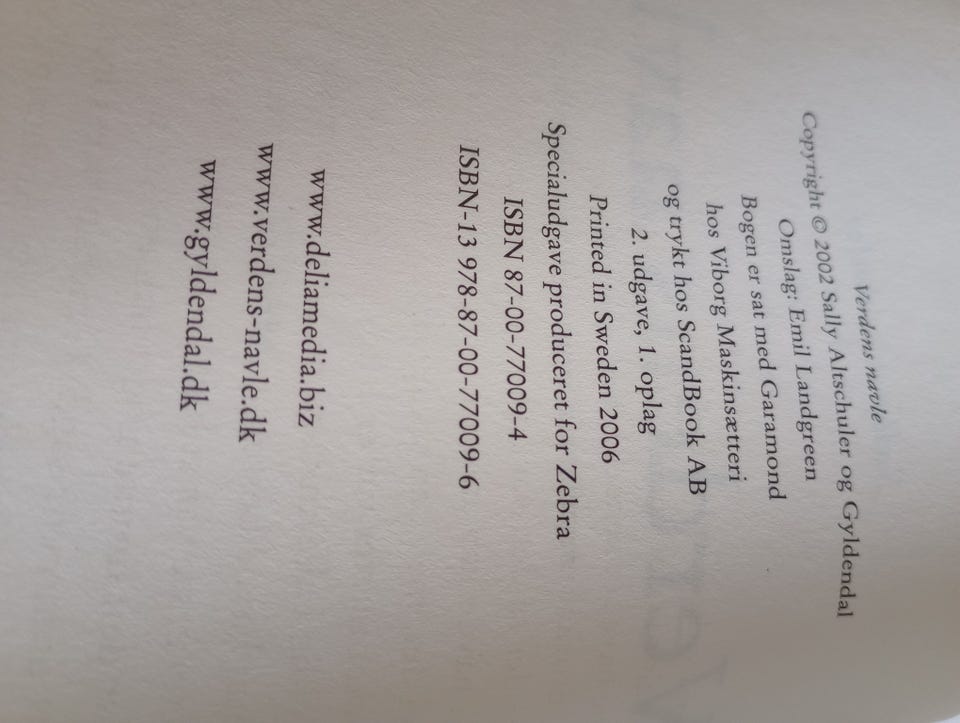 Verdens navle
Copyright © 2002 Sally Altschuler og Gyldendal
Omslag: Emil Landgreen
Bogen er sat med Garamond
hos Viborg Maskinsætteri
og trykt hos ScandBook AB
2. udgave, 1. oplag
Printed in Sweden 2006
Specialudgave produceret for Zebra
ISBN 87-00-77009-4
ISBN-13 978-87-00-77009-6
www.deliamedia.biz
www.verdens-navle.dk
www.gyldendal.dk